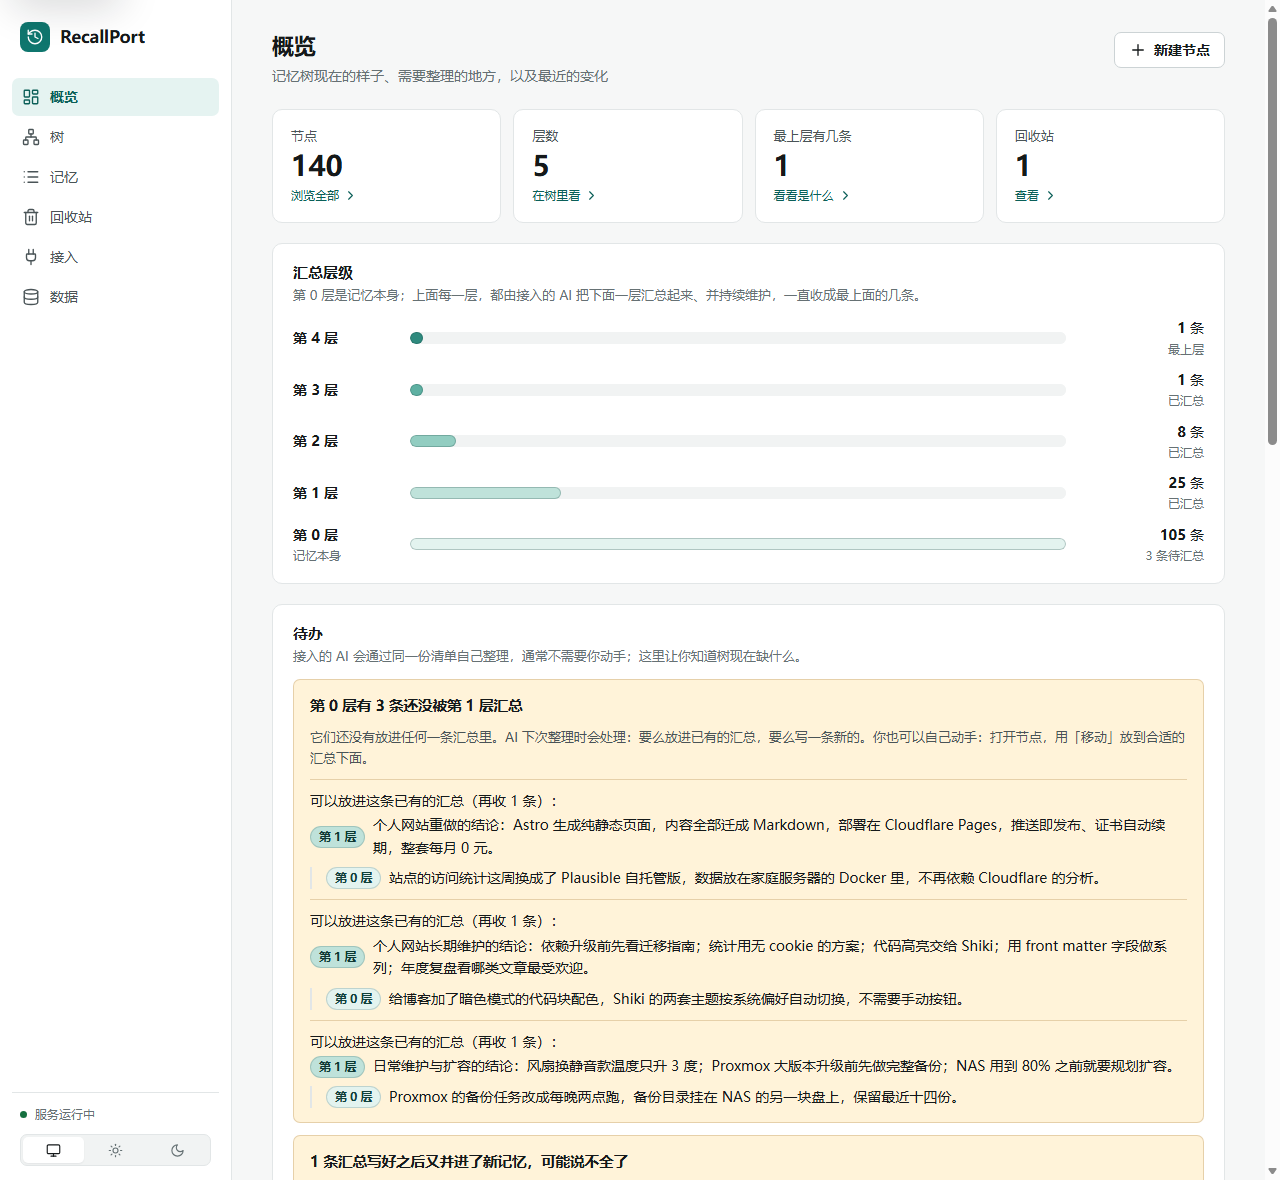 RecallPort
概览
树
记忆
回收站
接入
数据
服务运行中
概览
记忆树现在的样子、需要整理的地方，以及最近的变化
新建节点
节点
140
浏览全部
层数
5
在树里看
最上层有几条
1
看看是什么
回收站
1
查看
汇总层级
第 0 层是记忆本身；上面每一层，都由接入的 AI 把下面一层汇总起来、并持续维护，一直收成最上面的几条。
第 4 层
1 条
最上层
第 3 层
1 条
已汇总
第 2 层
8 条
已汇总
第 1 层
25 条
已汇总
第 0 层
记忆本身
105 条
3 条待汇总
待办
接入的 AI 会通过同一份清单自己整理，通常不需要你动手；这里让你知道树现在缺什么。
第 0 层有 3 条还没被第 1 层汇总
它们还没有放进任何一条汇总里。AI 下次整理时会处理：要么放进已有的汇总，要么写一条新的。你也可以自己动手：打开节点，用「移动」放到合适的
汇总下面。
可以放进这条已有的汇总（再收 1 条）：
第 1 层 个人网站重做的结论：Astro 生成纯静态页面，内容全部迁成 Markdown，部署在 Cloudflare Pages，推送即发布、证书自动续
期，整套每月 0 元。
第 0 层 站点的访问统计这周换成了 Plausible 自托管版，数据放在家庭服务器的 Docker 里，不再依赖 Cloudflare 的分析。
可以放进这条已有的汇总（再收 1 条）：
第 1 层 个人网站长期维护的结论：依赖升级前先看迁移指南；统计用无 cookie 的方案；代码高亮交给 Shiki；用 front matter 字段做系
列；年度复盘看哪类文章最受欢迎。
第 0 层 给博客加了暗色模式的代码块配色，Shiki 的两套主题按系统偏好自动切换，不需要手动按钮。
可以放进这条已有的汇总（再收 1 条）：
第 1 层 日常维护与扩容的结论：风扇换静音款温度只升 3 度；Proxmox 大版本升级前先做完整备份；NAS 用到 80% 之前就要规划扩容。
第 0 层 Proxmox 的备份任务改成每晚两点跑，备份目录挂在 NAS 的另一块盘上，保留最近十四份。
1 条汇总写好之后又并进了新记忆，可能说不全了